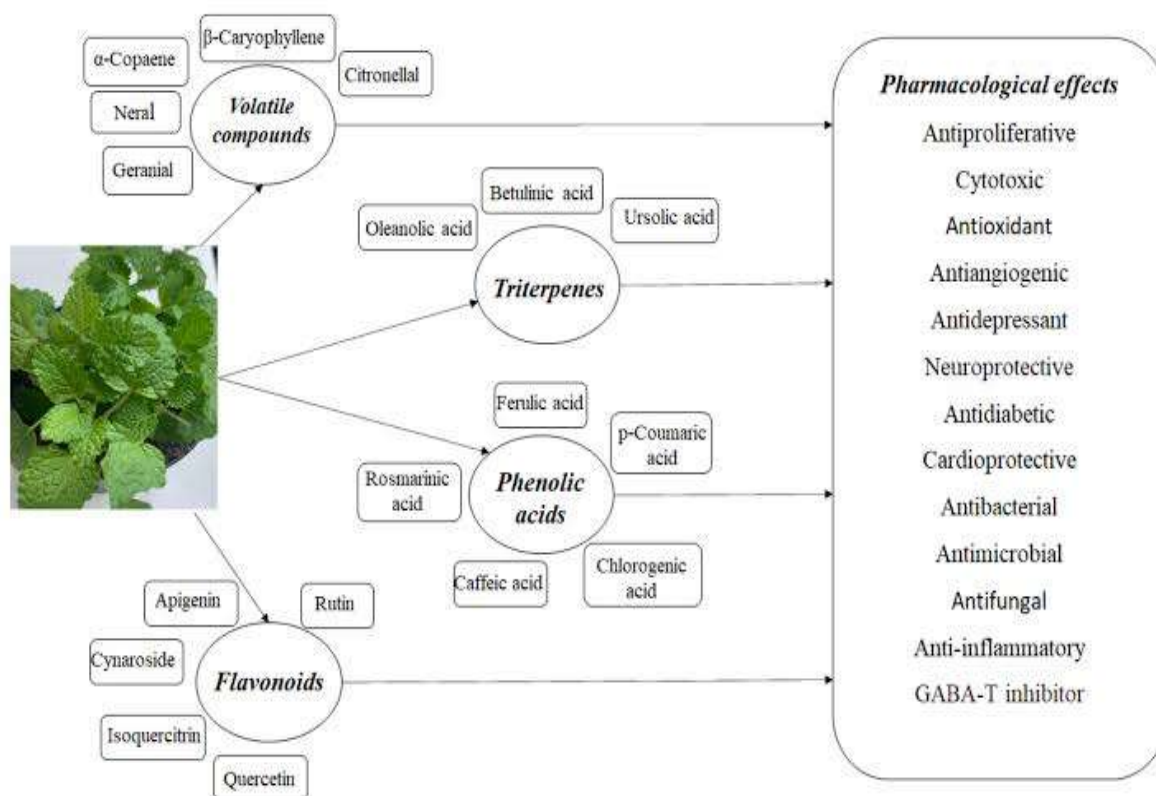 β-Caryophyllene
α-Copaene
Citronellal
Neral
Geranial
Volatile
compounds
Betulinic acid
Oleanolic acid
Ursolic acid
Triterpenes
Ferulic acid
p-Coumaric
acid
Rosmarinic
acid
Phenolic
acids
Caffeic acid
Chlorogenic
acid
Apigenin
Rutin
Cynaroside
Flavonoids
Isoquercitrin
Quercetin
Pharmacological effects
Antiproliferative
Cytotoxic
Antioxidant
Antiangiogenic
Antidepressant
Neuroprotective
Antidiabetic
Cardioprotective
Antibacterial
Antimicrobial
Antifungal
Anti-inflammatory
GABA-T inhibitor